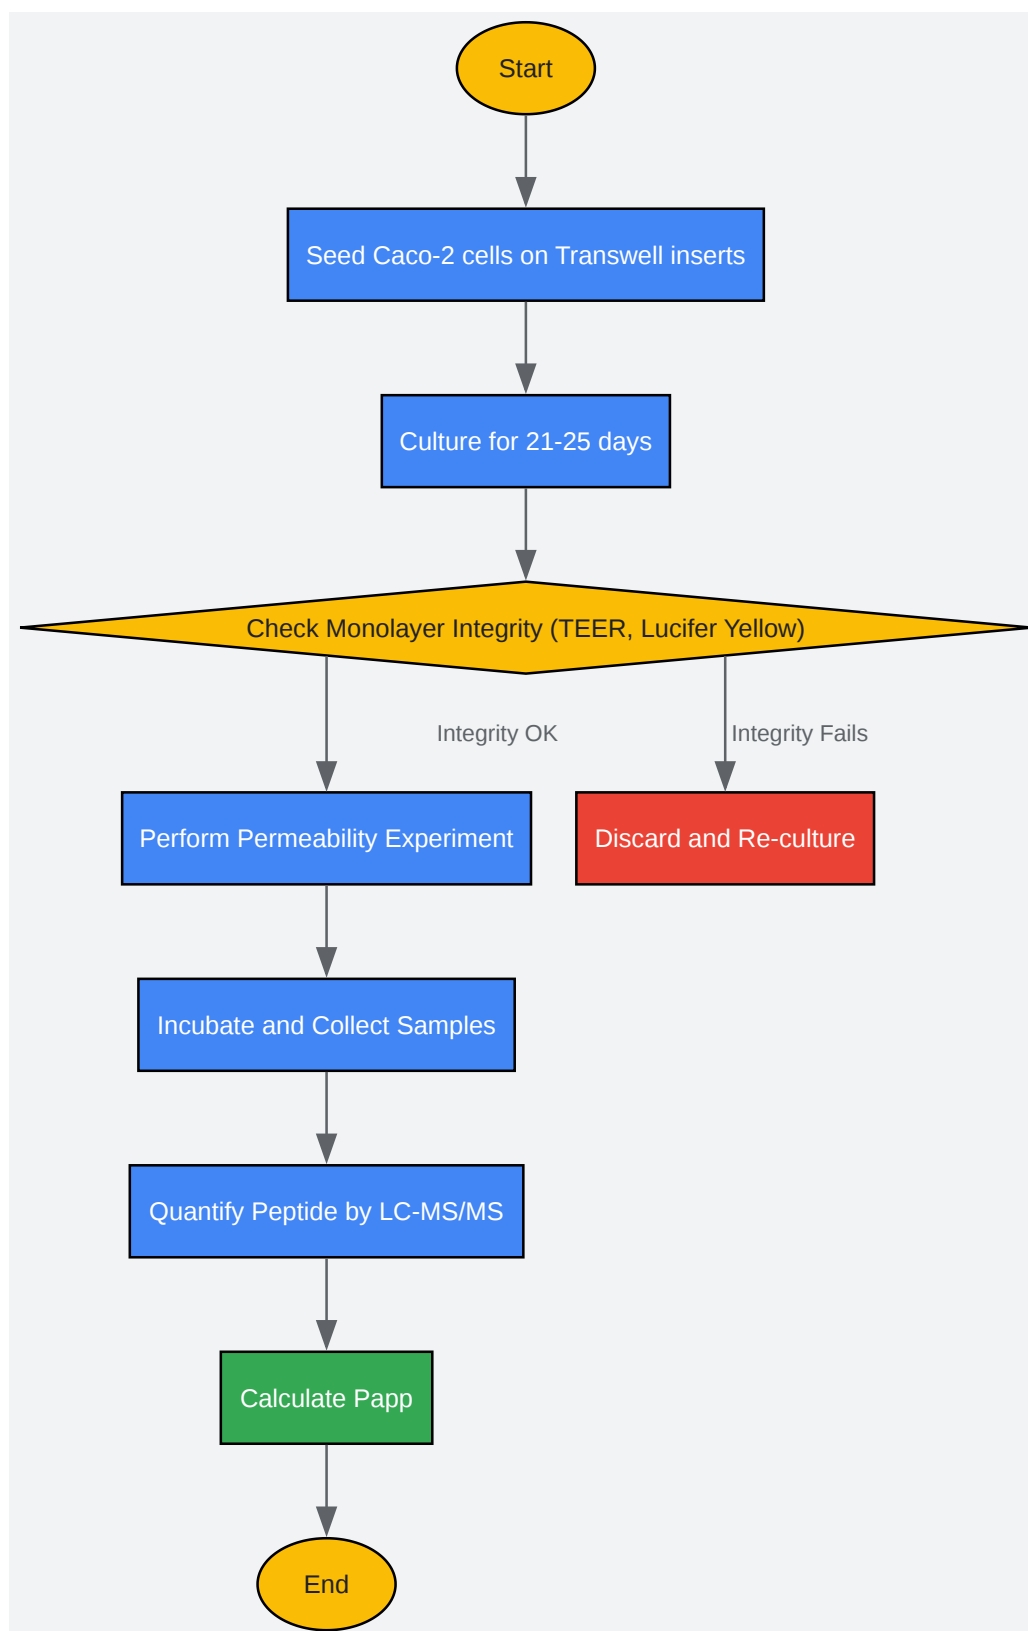 Start
Seed Caco-2 cells on Transwell inserts
Culture for 21-25 days
Check Monolayer Integrity (TEER, Lucifer Yellow)
Integrity OK
Integrity Fails
Perform Permeability Experiment
Discard and Re-culture
Incubate and Collect Samples
Quantify Peptide by LC-MS/MS
Calculate Papp
End